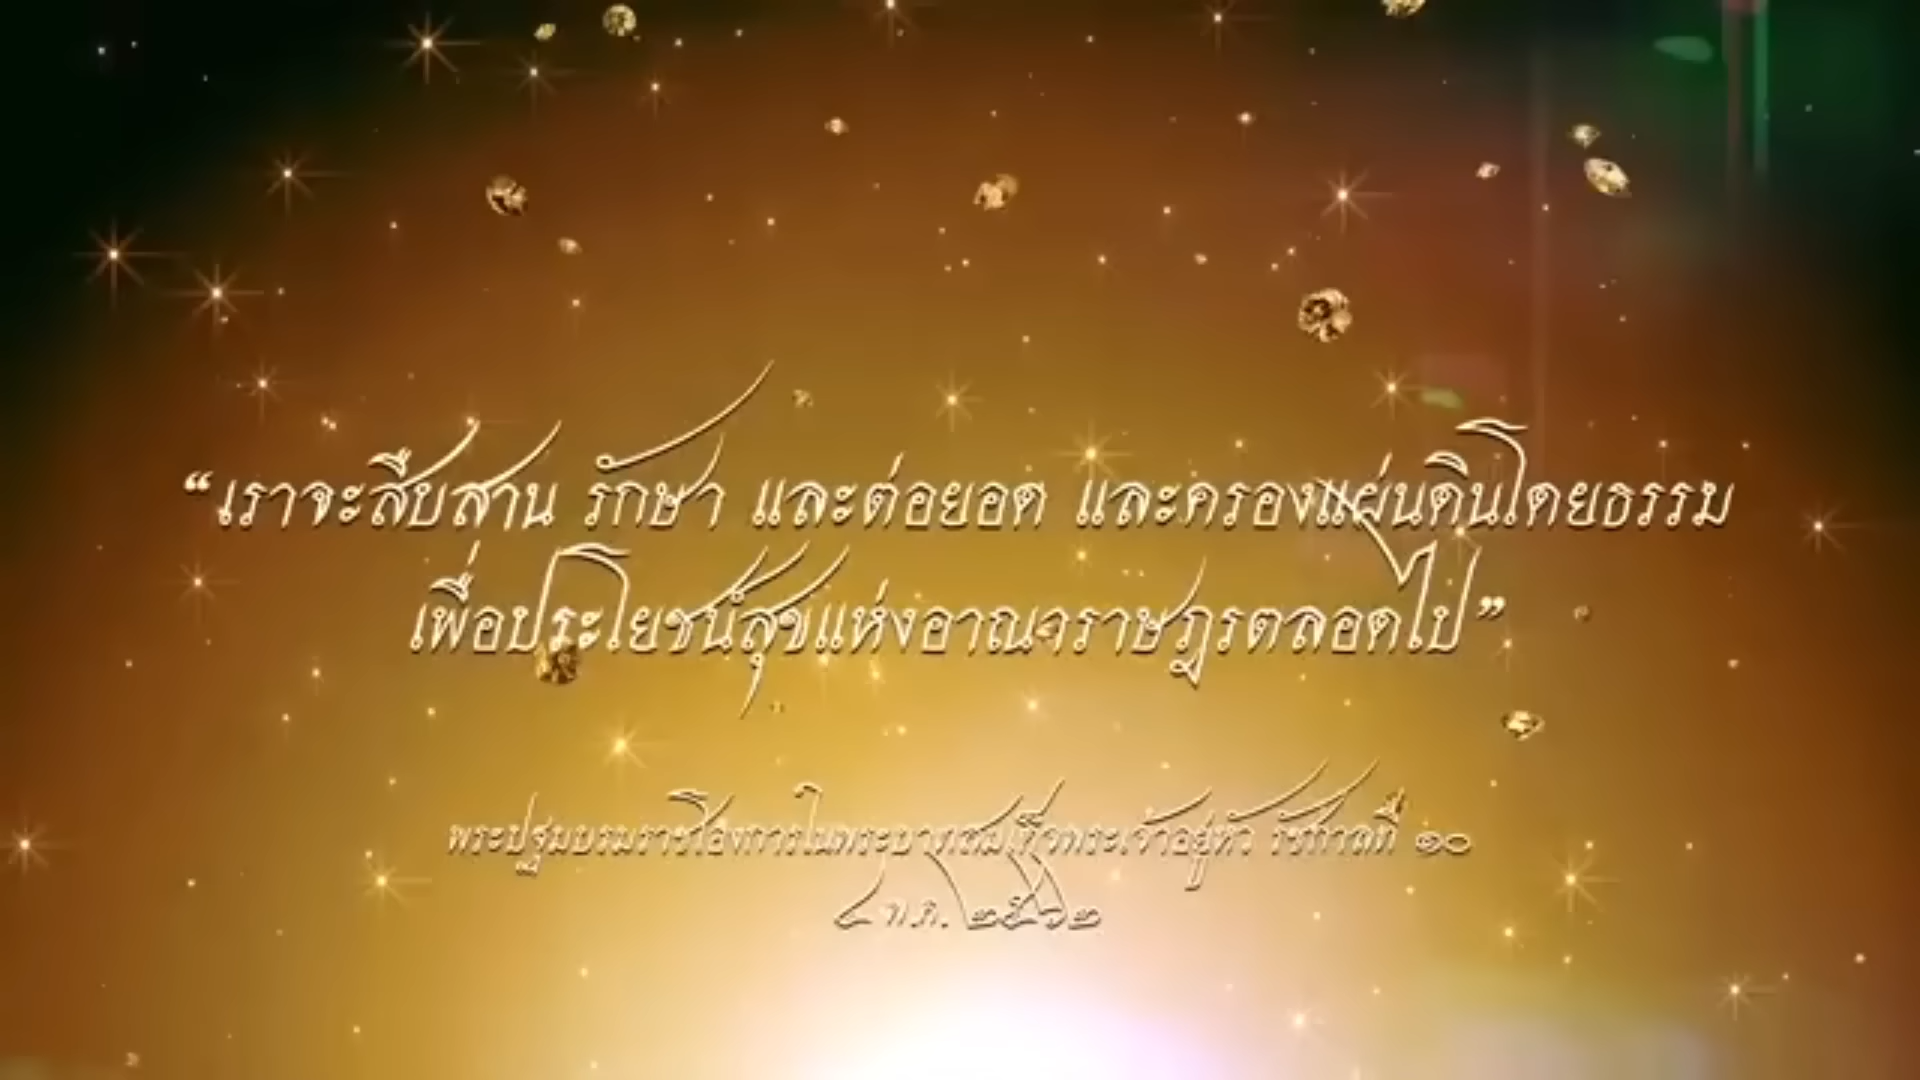 “เราจะสืบสาน รักษา และต่อยอด และครองแผ่นดินโดยธรรม
เพื่อประโยชน์สุขแห่งอาณาราษฎรตลอดไป”
พระปฐมบรมราชโองการในพระบาทสมเด็จพระเจ้าอยู่หัว รัชกาลที่ ๑๐
๔ พ.ค. ๒๕๖๒